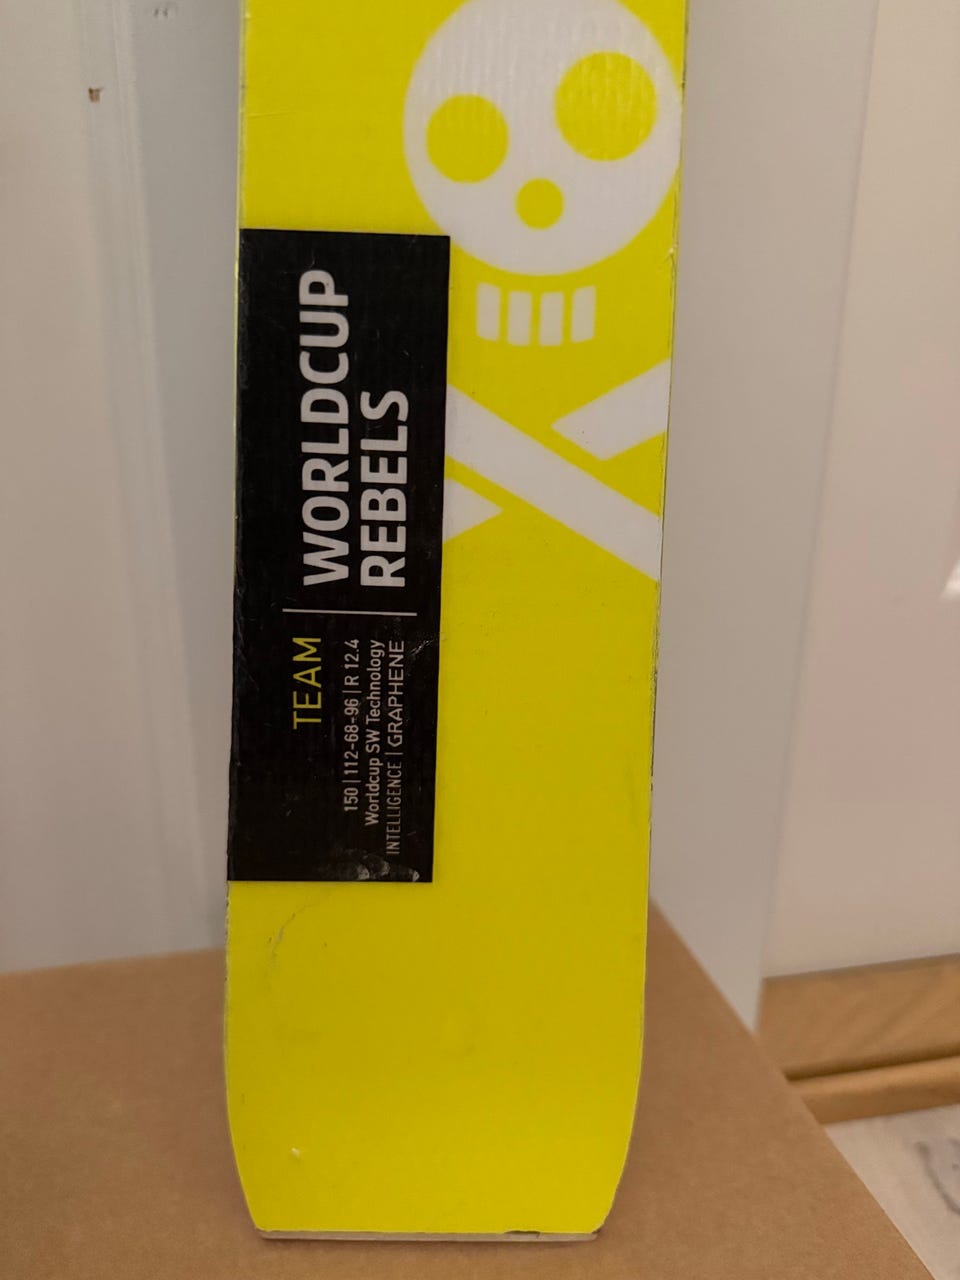 WORLDCUP
REBELS
TEAM
150 | 112-68-96 | R 12.4
Worldcup SW Technology
INTELLIGENCE | GRAPHENE